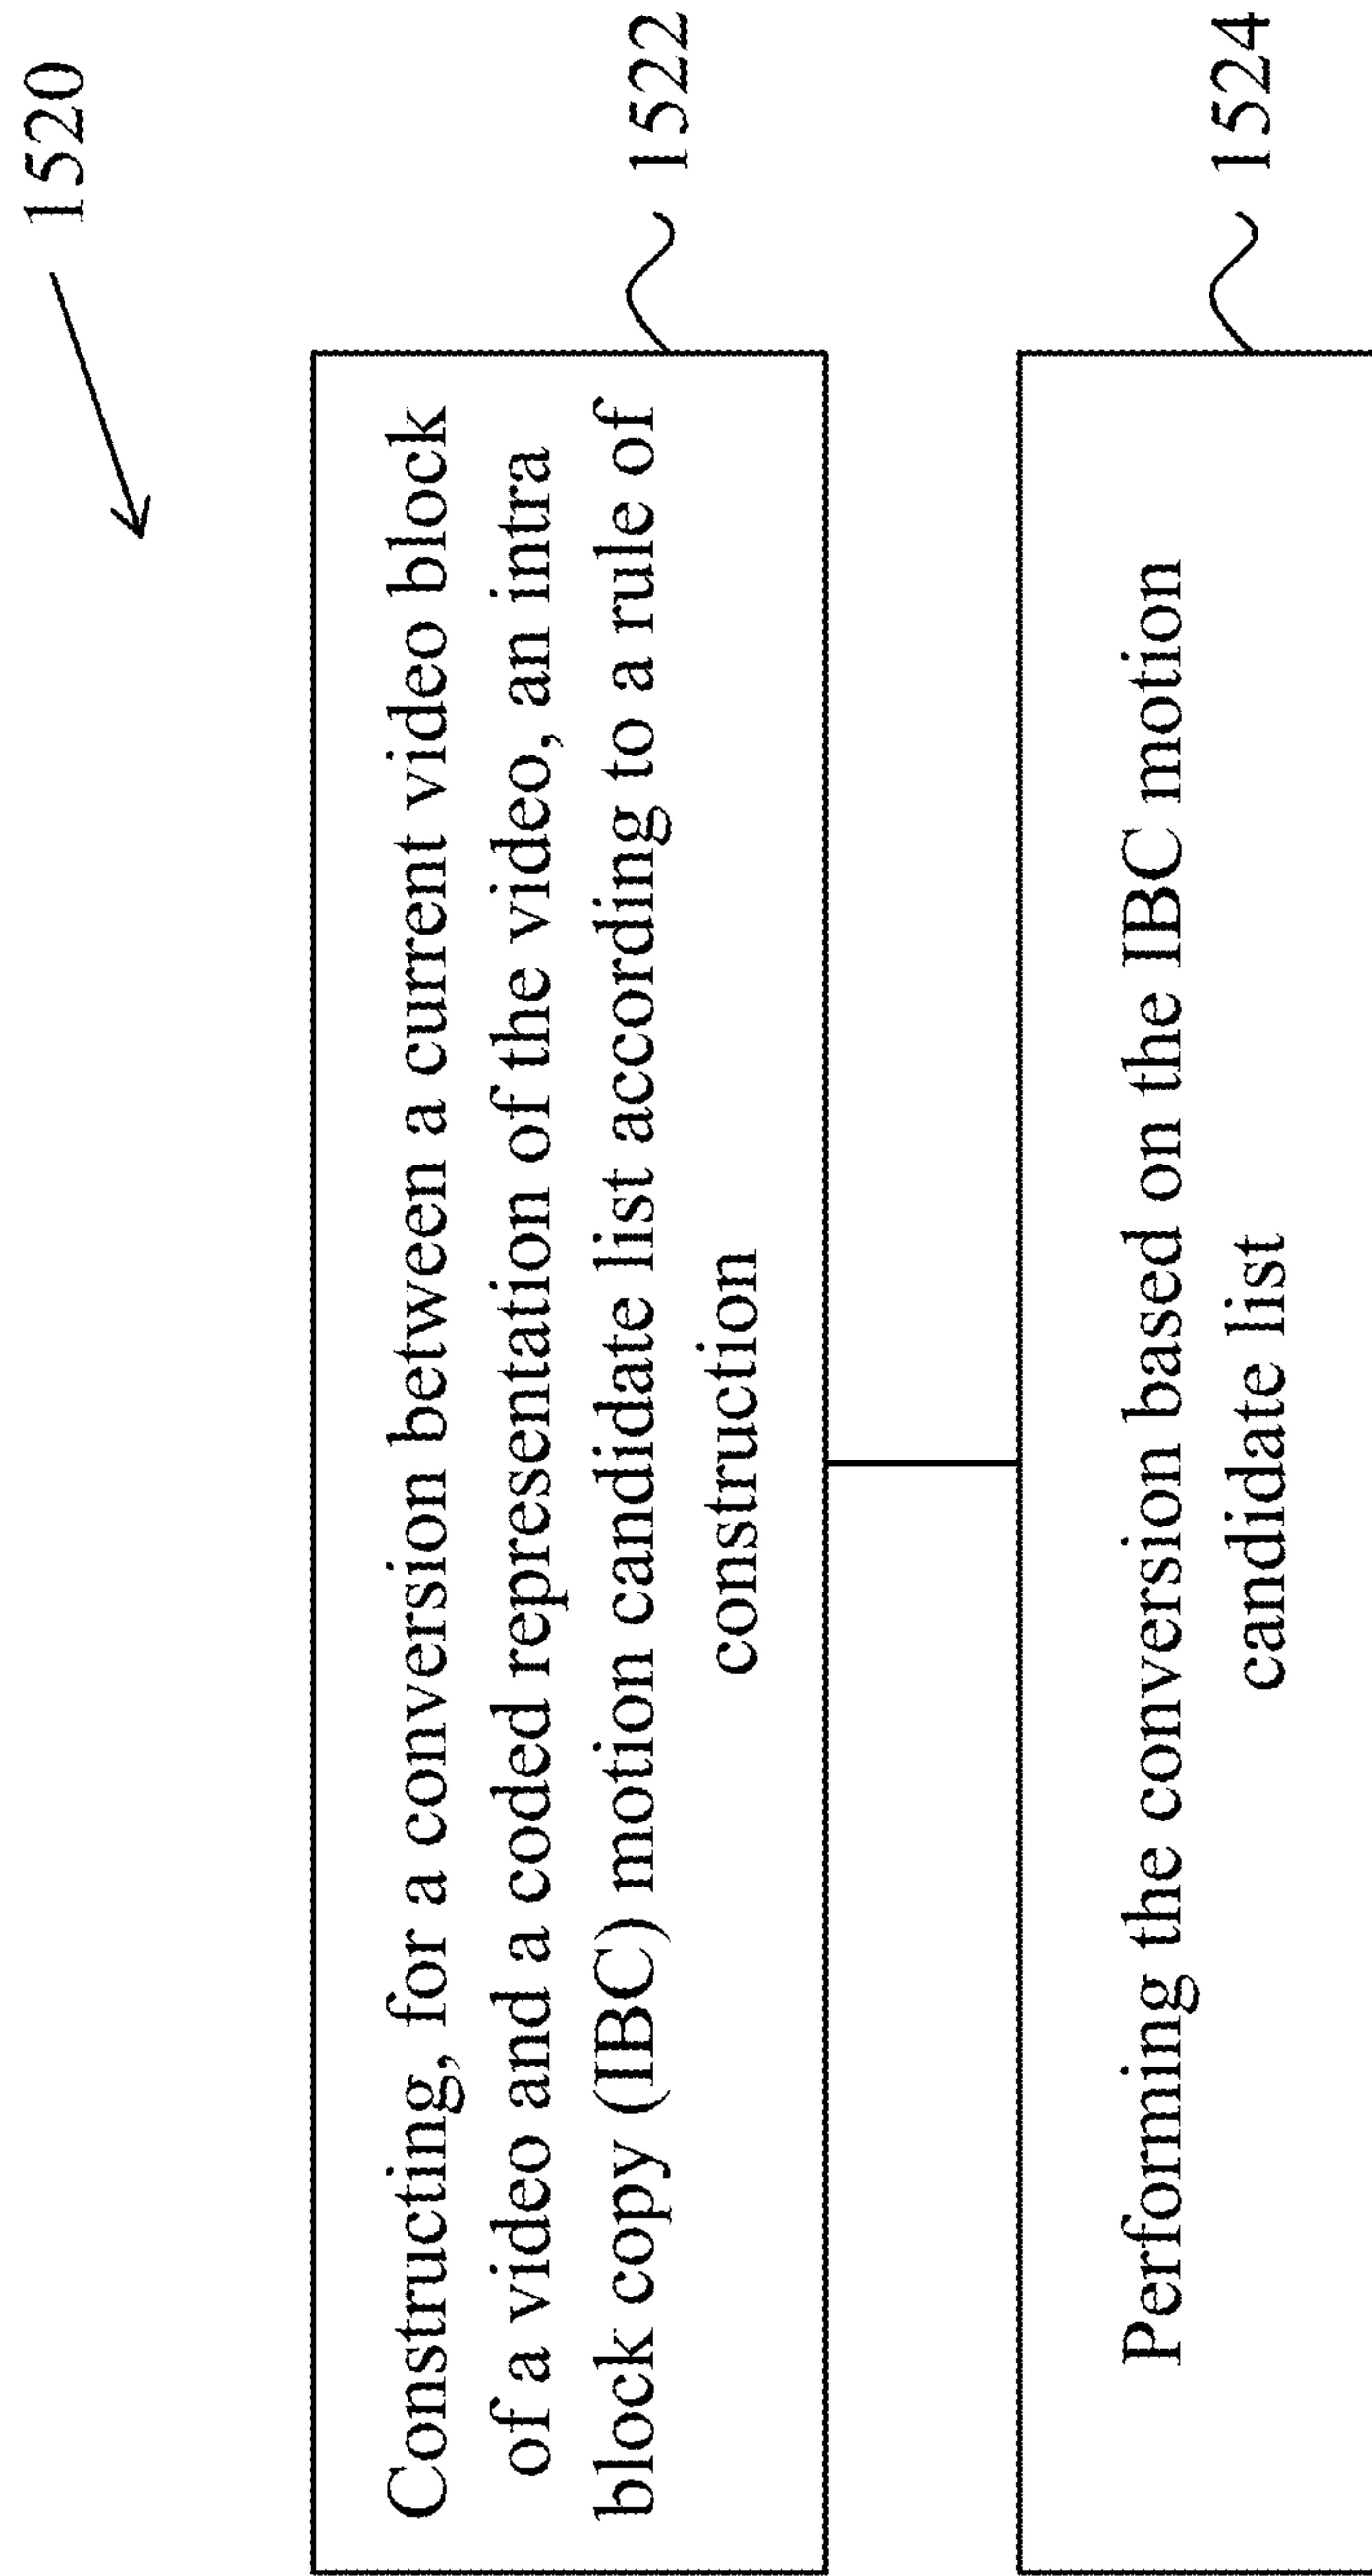 1520
Constructing, for a conversion between a current video block
of a video and a coded representation of the video, an intra
block copy (IBC) motion candidate list according to a rule of
construction
1522
Performing the conversion based on the IBC motion
candidate list
1524